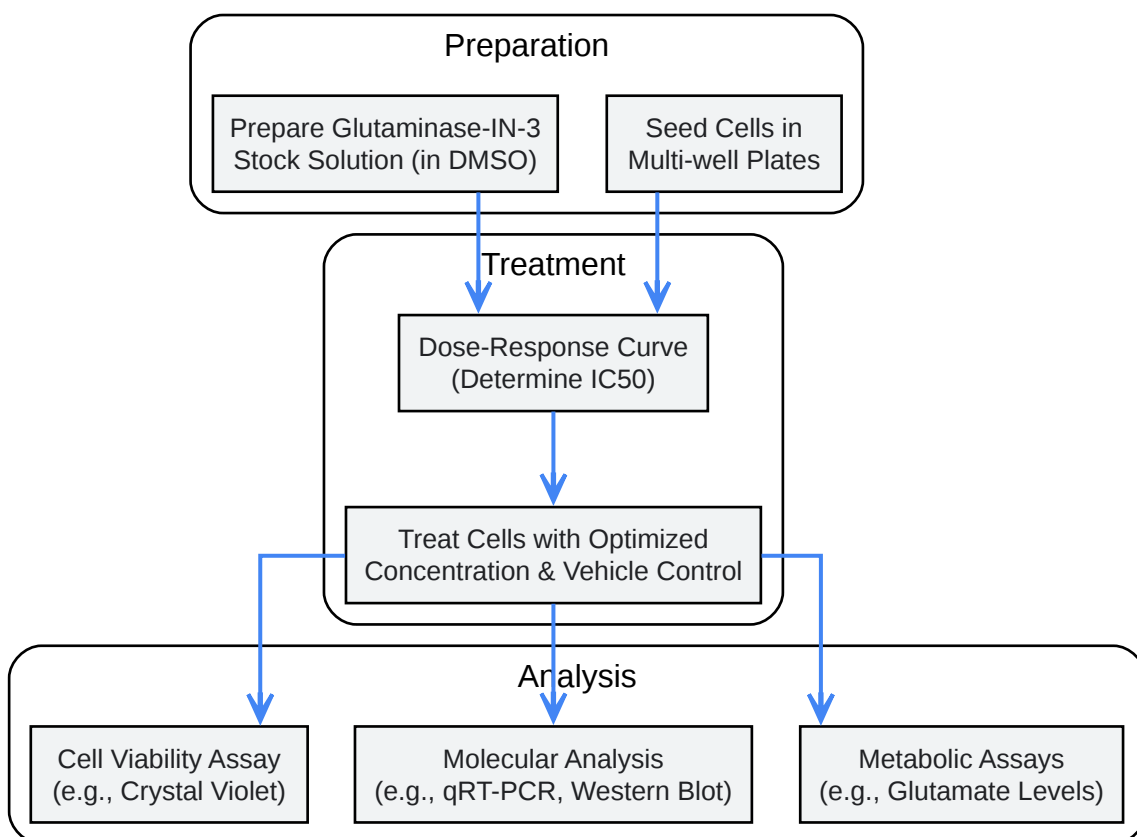 Preparation
Prepare Glutaminase-IN-3
Stock Solution (in DMSO)
Seed Cells in
Multi-well Plates
Treatment
Dose-Response Curve
(Determine IC50)
Treat Cells with Optimized
Concentration & Vehicle Control
Analysis
Cell Viability Assay
(e.g., Crystal Violet)
Molecular Analysis
(e.g., qRT-PCR, Western Blot)
Metabolic Assays
(e.g., Glutamate Levels)